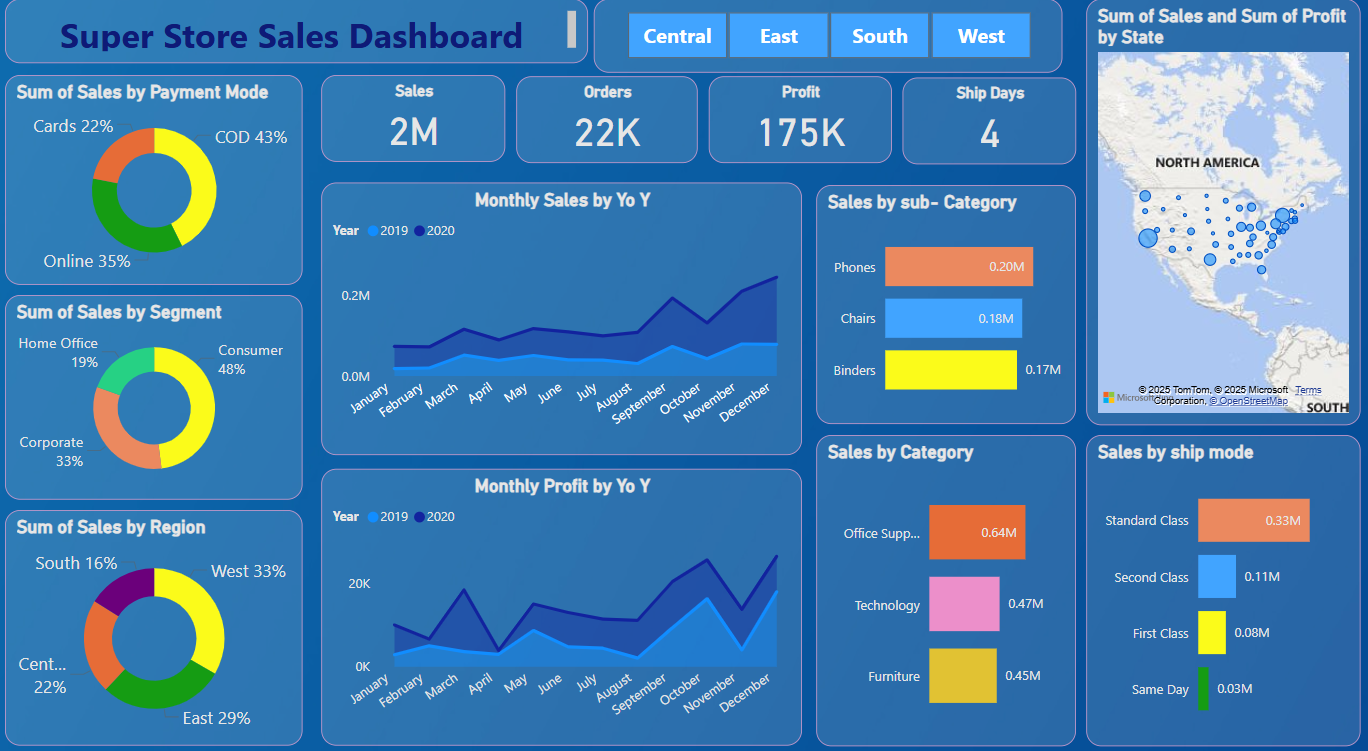 Super Store Sales Dashboard
Central
East
South
West
Sum of Sales and Sum of Profit
by State
NORTH AMERICA
© 2025 TomTom, © 2025 Microsoft Terms
Corporation, © OpenStreetMap
Microsoft
SOUTH
Sum of Sales by Payment Mode
Cards 22%
COD 43%
Online 35%
Sales
2M
Orders
22K
Profit
175K
Ship Days
4
Sum of Sales by Segment
Home Office
19%
Consumer
48%
Corporate
33%
Sum of Sales by Region
South 16%
West 33%
Cent...
22%
East 29%
Monthly Sales by Yo Y
Year 2019 2020
0.2M
0.0M
January
February
March
April
May
June
July
August
September
October
November
December
Monthly Profit by Yo Y
Year 2019 2020
20K
0K
January
February
March
April
May
June
July
August
September
October
November
December
Sales by sub- Category
Phones 0.20M
Chairs 0.18M
Binders 0.17M
Sales by Category
Office Supp... 0.64M
Technology 0.47M
Furniture 0.45M
Sales by ship mode
Standard Class 0.33M
Second Class 0.11M
First Class 0.08M
Same Day 0.03M